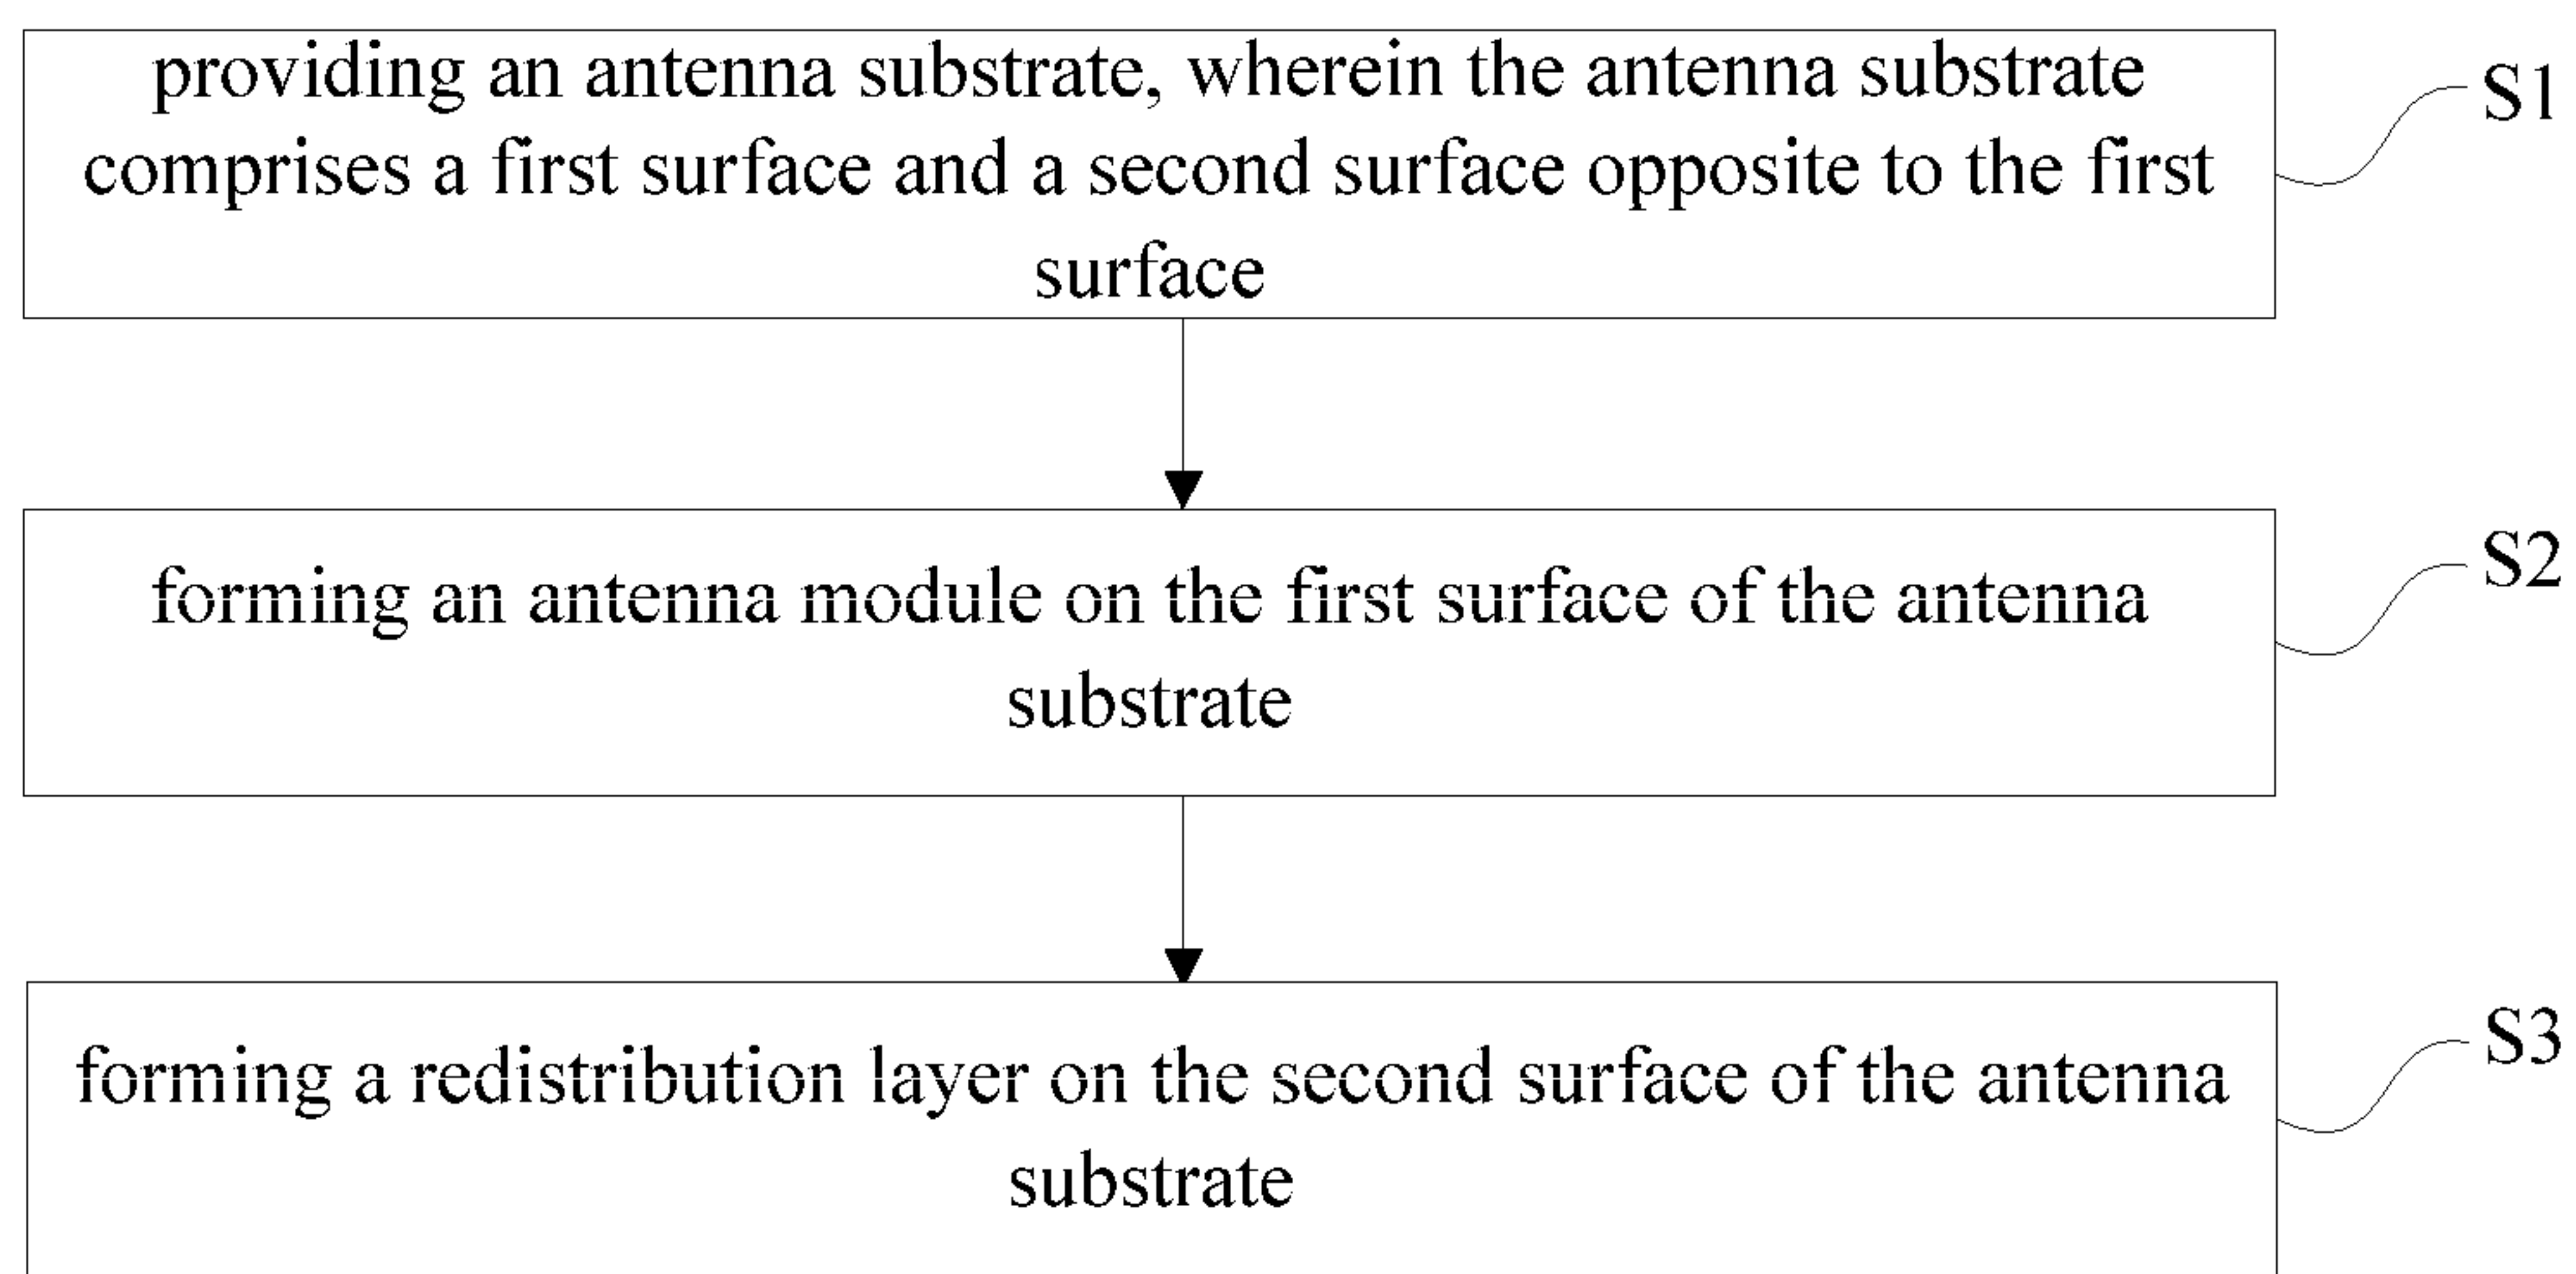 providing an antenna substrate, wherein the antenna substrate
comprises a first surface and a second surface opposite to the first
surface
S1
forming an antenna module on the first surface of the antenna
substrate
S2
forming a redistribution layer on the second surface of the antenna
substrate
S3